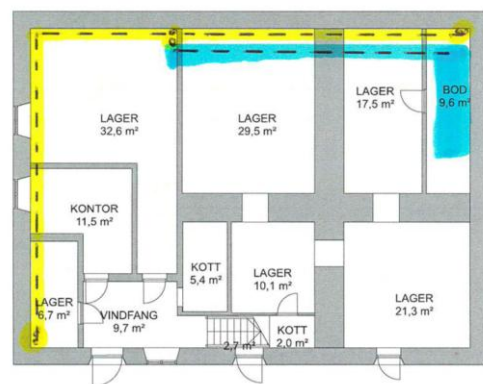 LAGER
32,6 m²
LAGER
29,5 m²
LAGER
17,5 m²
BOD
9,6 m²
KONTOR
11,5 m²
KOTT
5,4 m²
LAGER
10,1 m²
LAGER
6,7 m²
VINDFANG
9,7 m²
2,7 m²
KOTT
2,0 m²
LAGER
21,3 m²